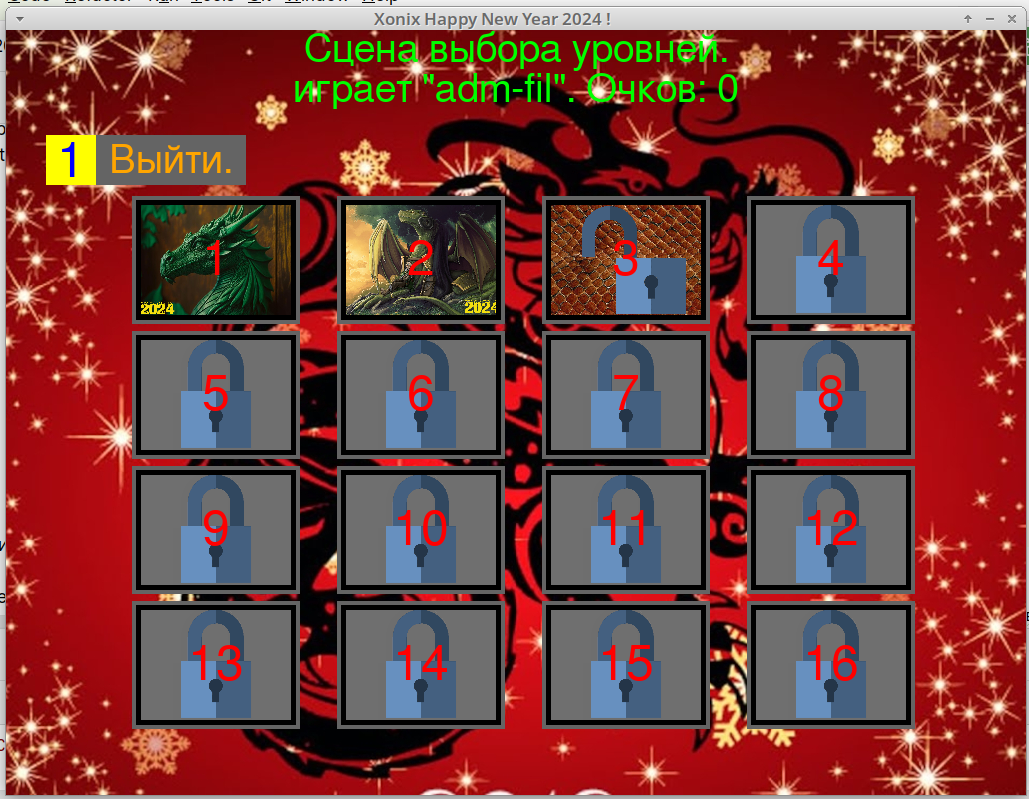 Xonix Happy New Year 2024 !
Сцена выбора уровней.
играет "adm-fil". Очков: 0
1 Выйти.
1 2 3 4
2024 2024
5 6 7 8
9 10 11 12
13 14 15 16